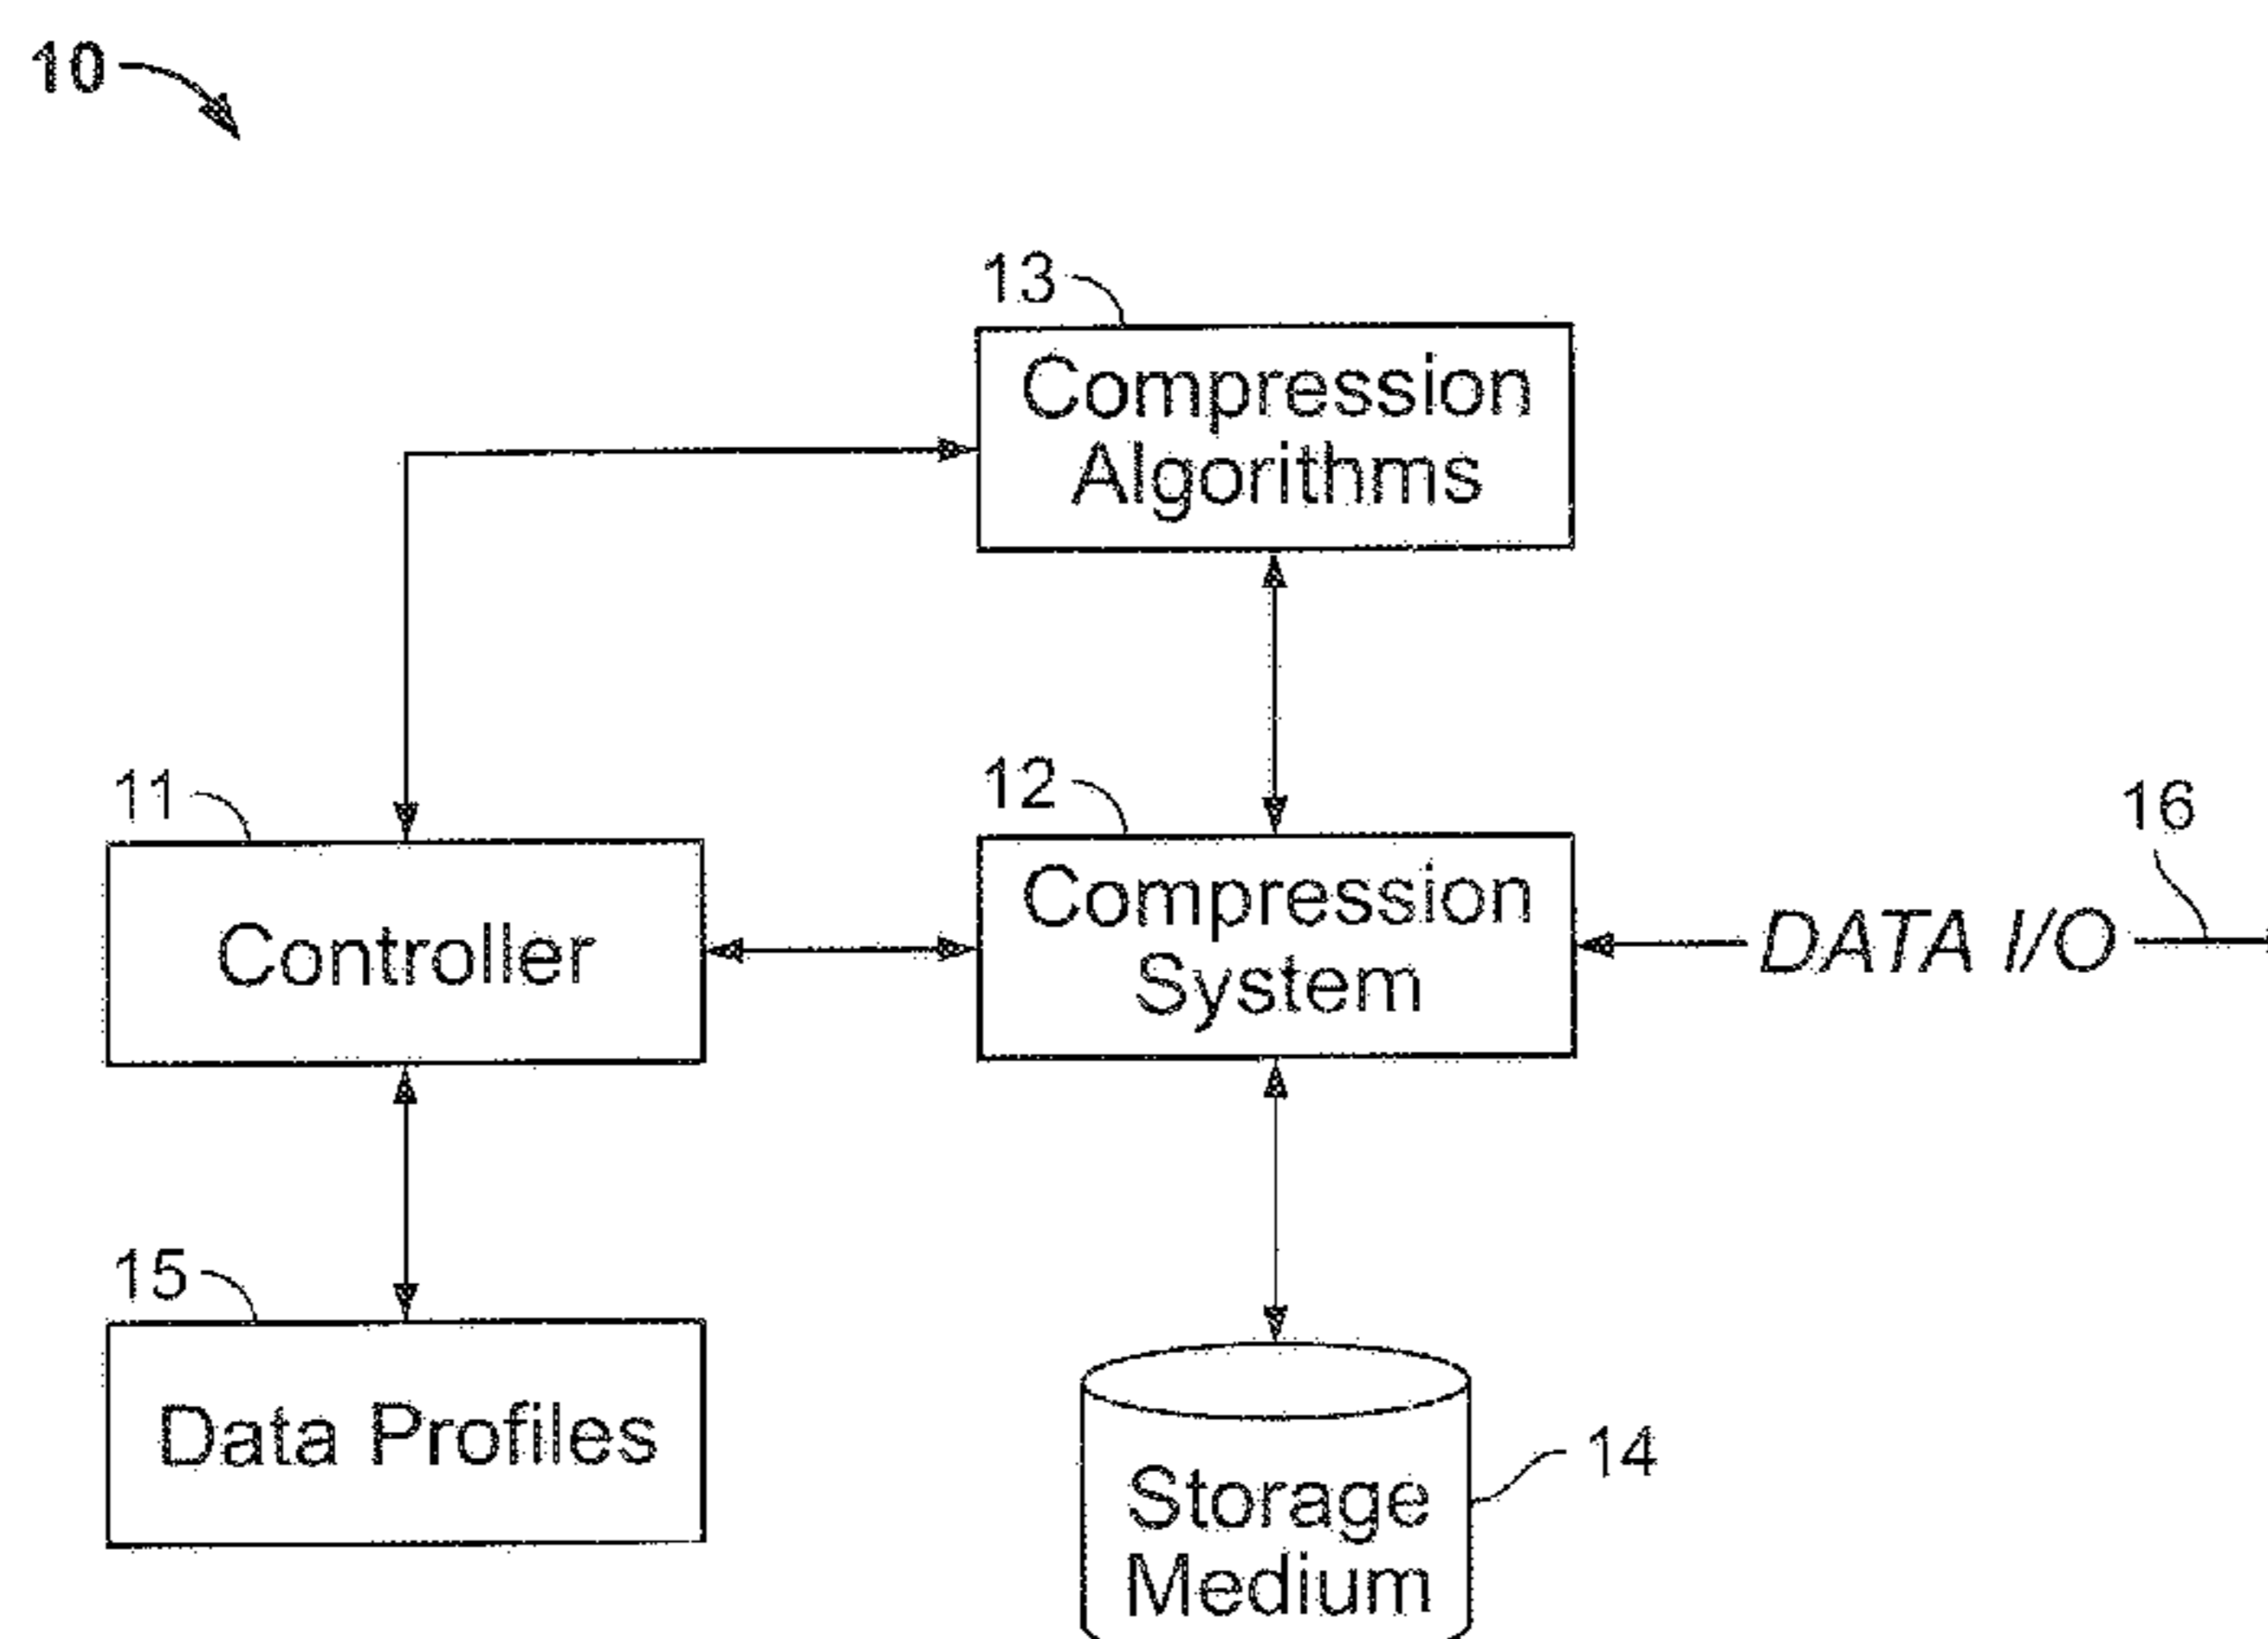 10
13
Compression
Algorithms
11
12
16
Controller
Compression
System
DATA I/O
15
Data Profiles
14
Storage
Medium